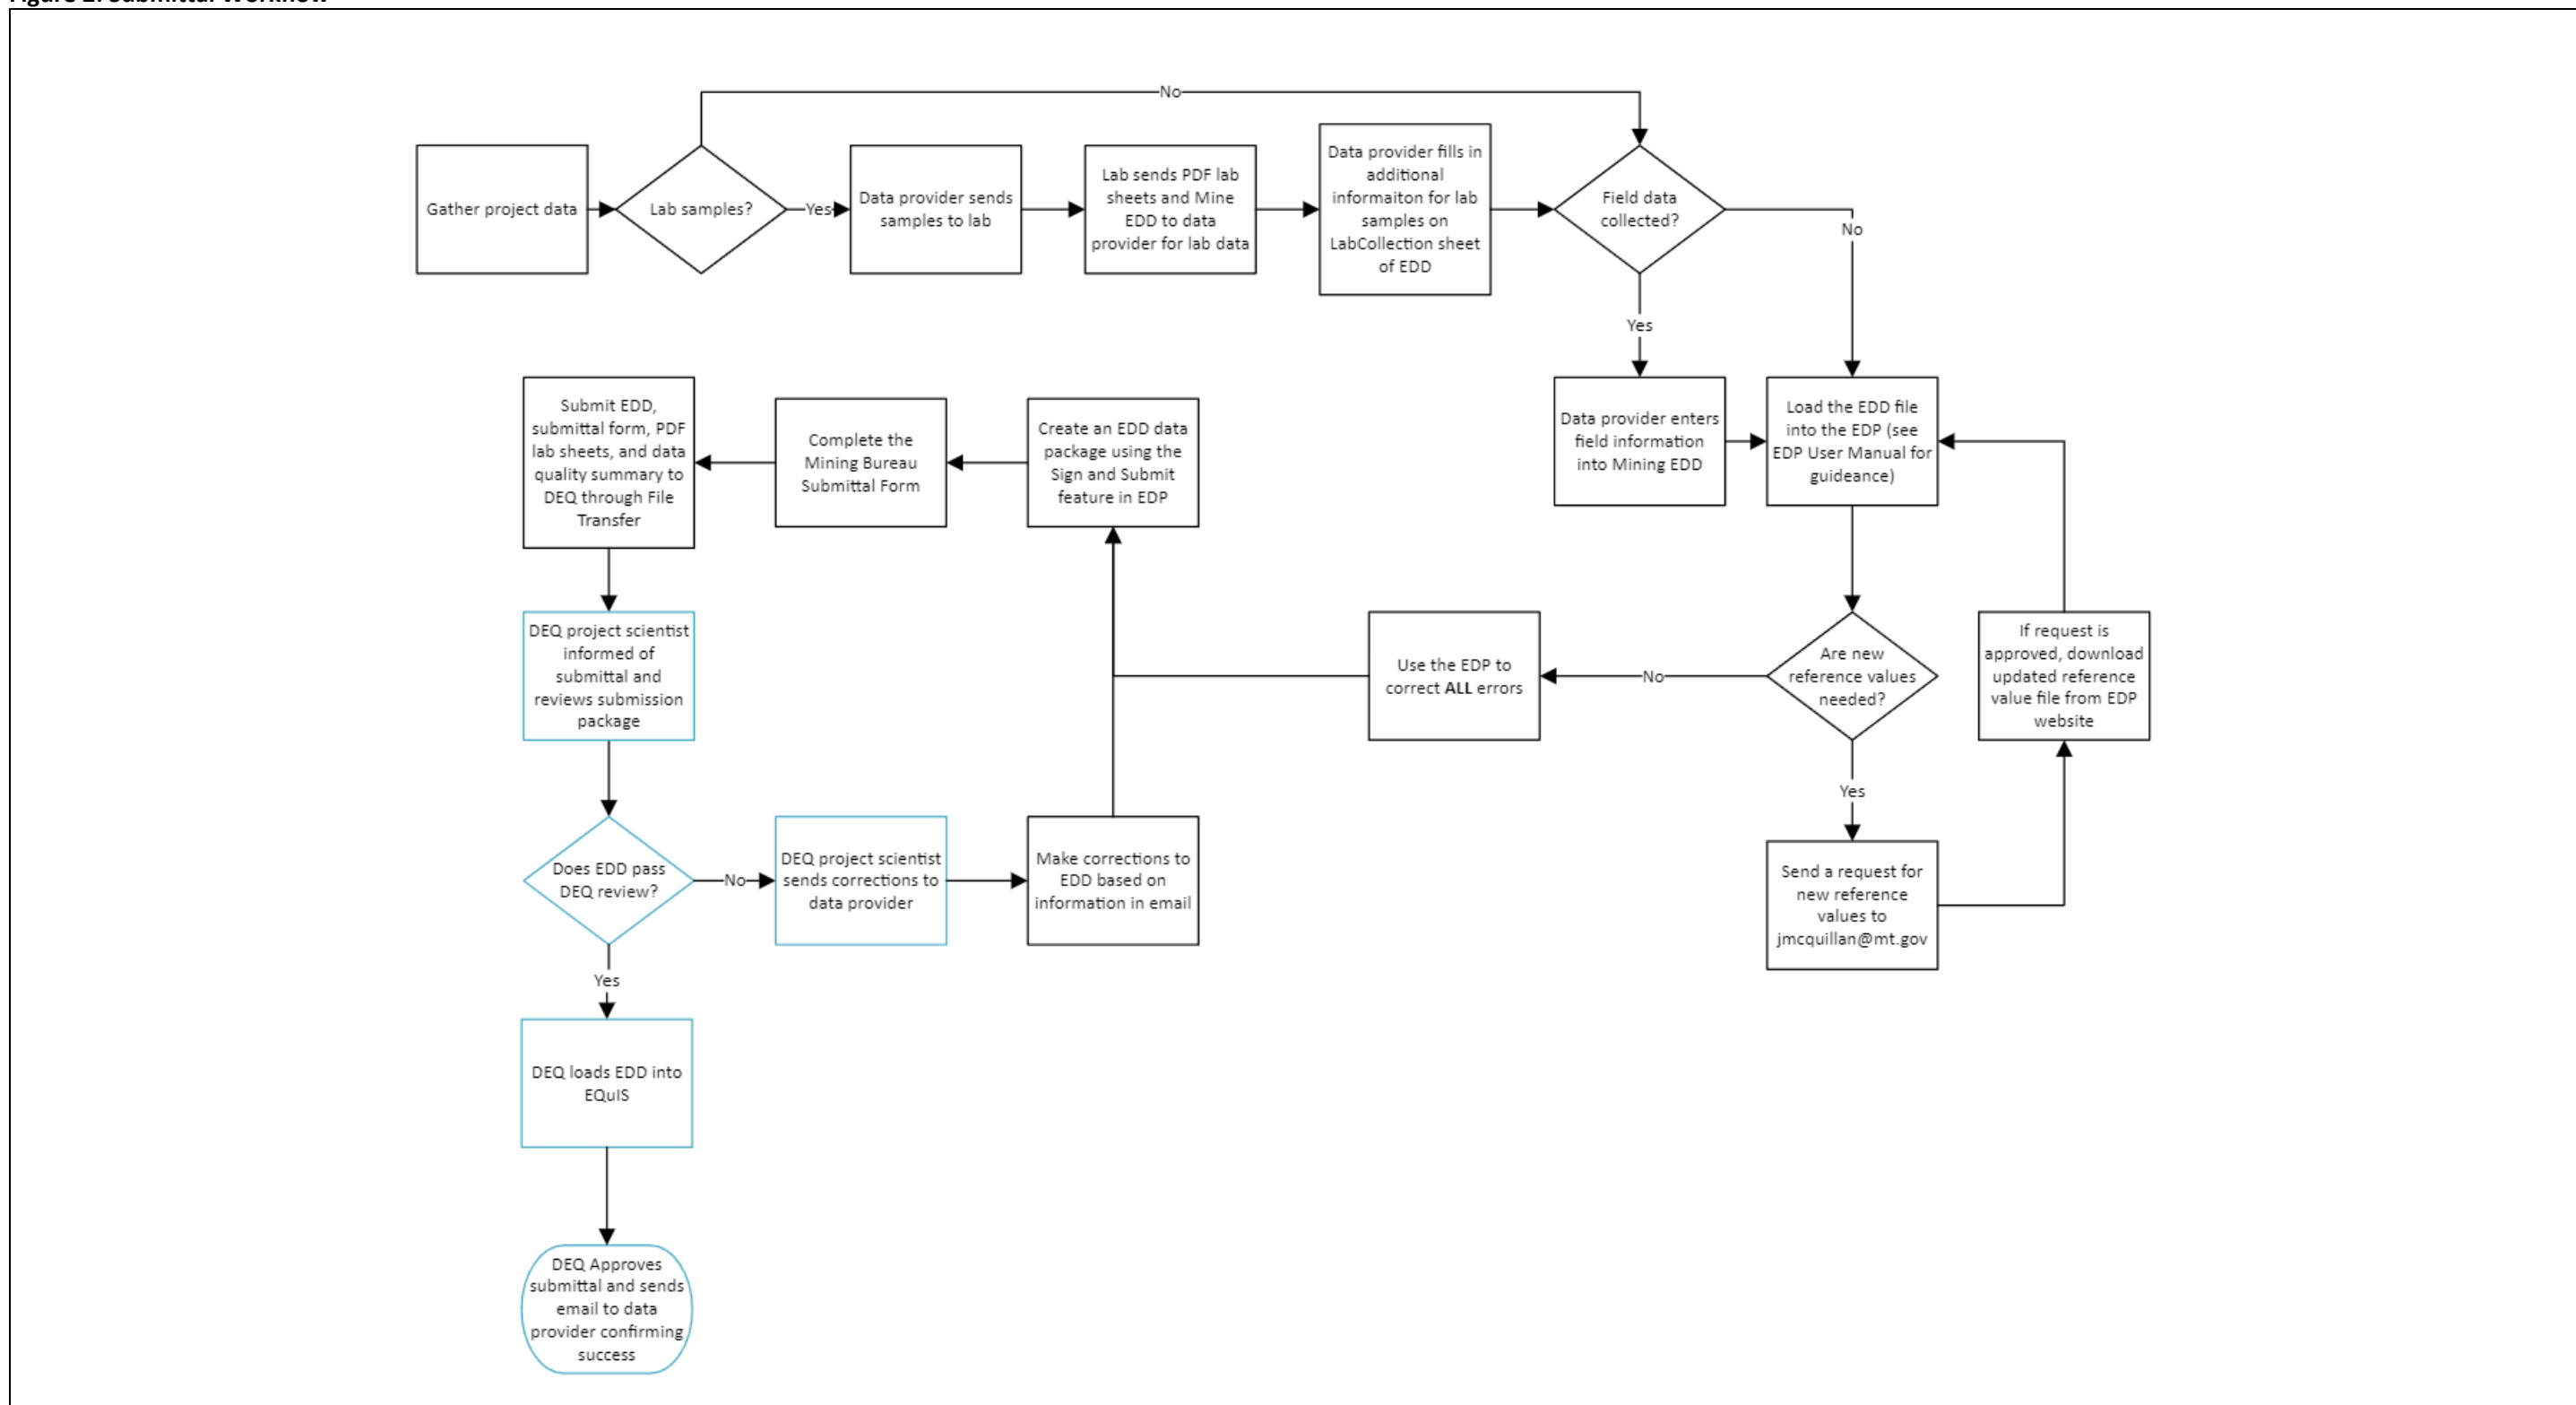 Figure 2. Submittal Workflow
No
Gather project data
Lab samples?
Yes
Data provider sends
samples to lab
Lab sends PDF lab
sheets and Mine
EDD to data
provider for lab data
Data provider fills in
additional
informaiton for lab
samples on
LabCollection sheet
of EDD
Field data
collected?
No
Yes
Submit EDD,
submittal form, PDF
lab sheets, and data
quality summary to
DEQ through File
Transfer
Complete the
Mining Bureau
Submittal Form
Create an EDD data
package using the
Sign and Submit
feature in EDP
Data provider enters
field information
into Mining EDD
Load the EDD file
into the EDP (see
EDP User Manual for
guideance)
DEQ project scientist
informed of
submittal and
reviews submission
package
Use the EDP to
correct ALL errors
No
Are new
reference values
needed?
If request is
approved, download
updated reference
value file from EDP
website
Yes
Does EDD pass
DEQ review?
No
DEQ project scientist
sends corrections to
data provider
Make corrections to
EDD based on
information in email
Send a request for
new reference
values to
jmcquillan@mt.gov
Yes
DEQ loads EDD into
EQuIS
DEQ Approves
submittal and sends
email to data
provider confirming
success